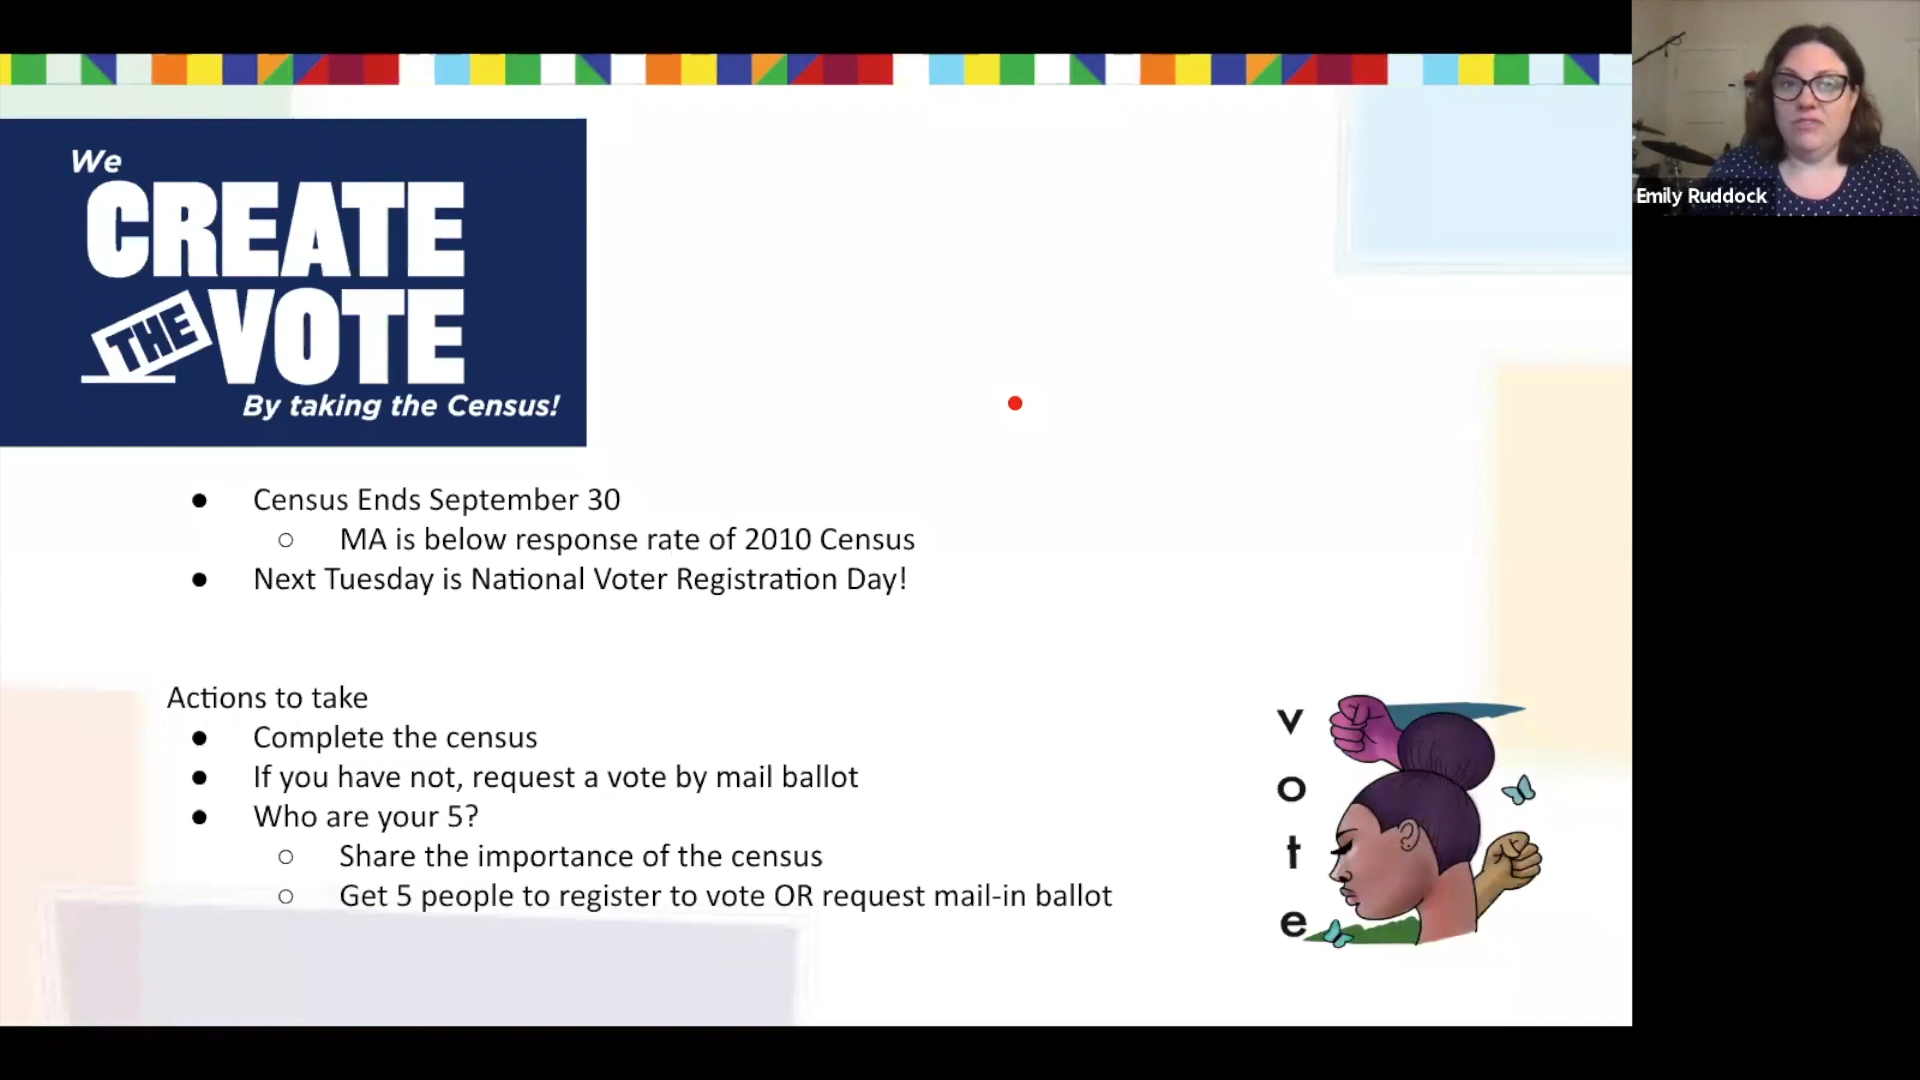 We
CREATE
THE VOTE
By taking the Census!
● Census Ends September 30
○ MA is below response rate of 2010 Census
● Next Tuesday is National Voter Registration Day!
Actions to take
● Complete the census
● If you have not, request a vote by mail ballot
● Who are your 5?
○ Share the importance of the census
○ Get 5 people to register to vote OR request mail-in ballot
v
o
t
e
Emily Ruddock